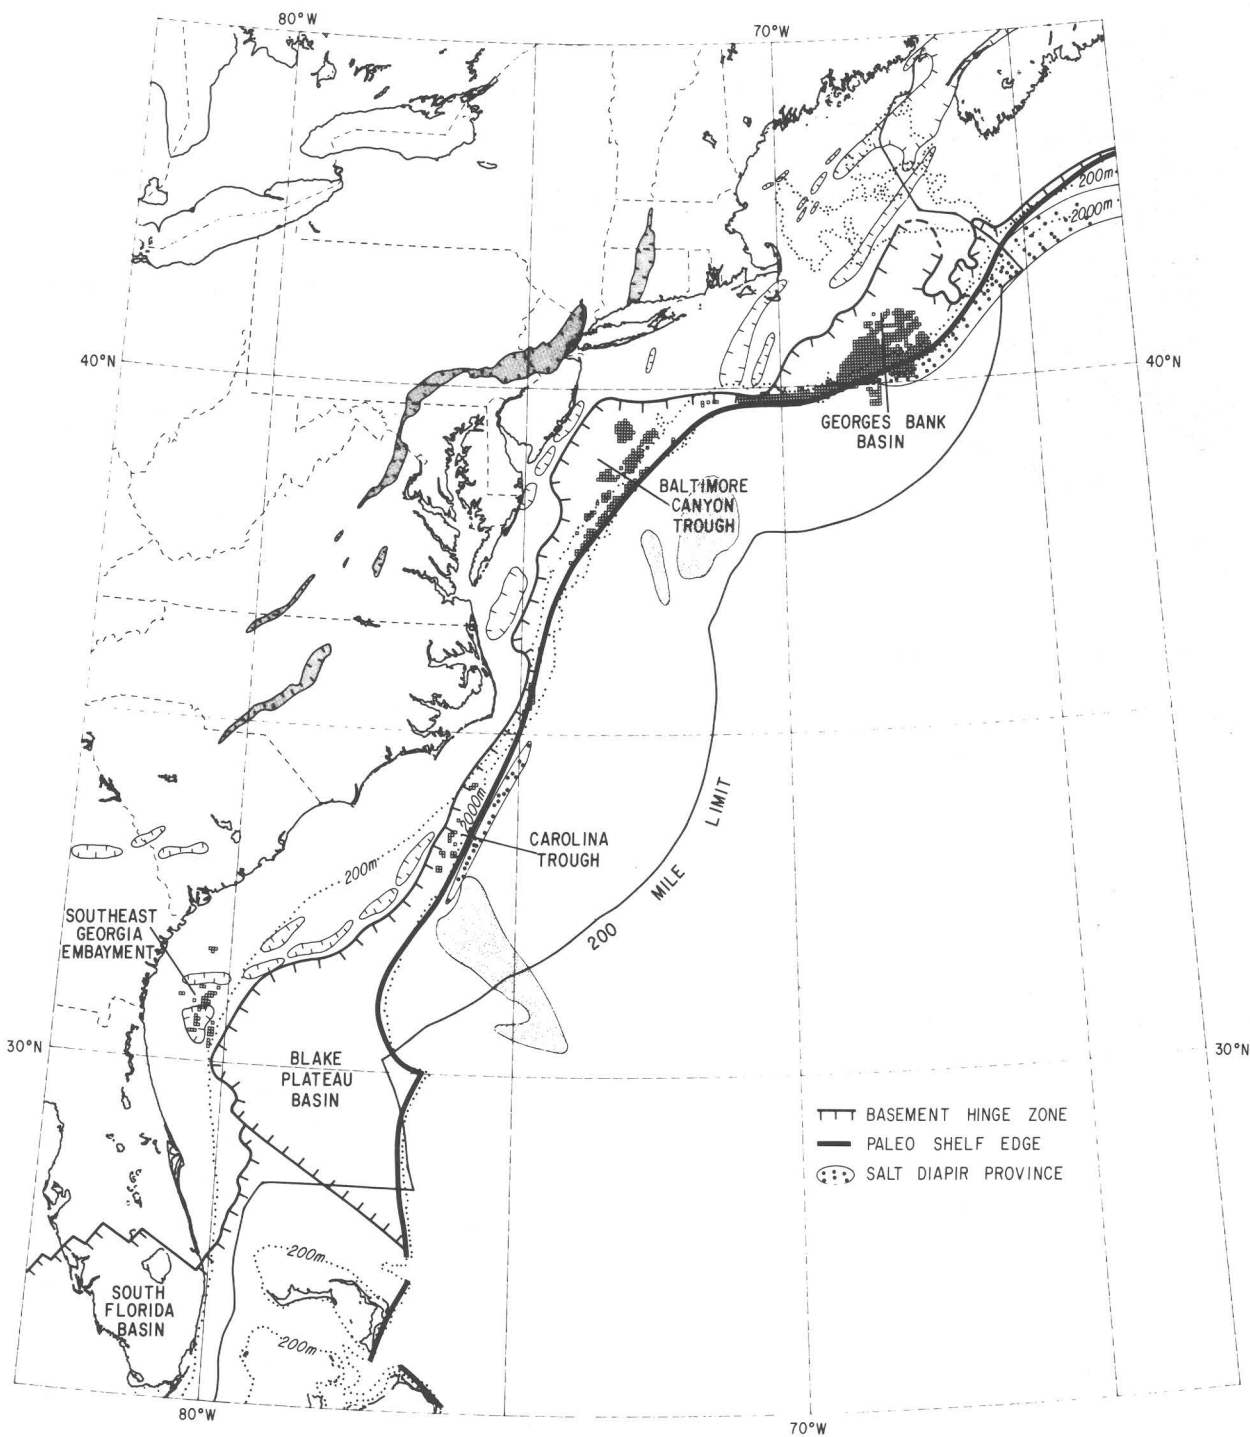 80°W
70°W
200m
2000m
40°N
40°N
GEORGES BANK
BASIN
BALTIMORE
CANYON
TROUGH
LIMIT
2000m
CAROLINA
TROUGH
200m
MILE
SOUTHEAST
GEORGIA
EMBAYMENT
200
30°N
30°N
BLAKE
PLATEAU
BASIN
BASEMENT HINGE ZONE
PALEO SHELF EDGE
SALT DIAPIR PROVINCE
200m
SOUTH
FLORIDA
BASIN
200m
80°W
70°W